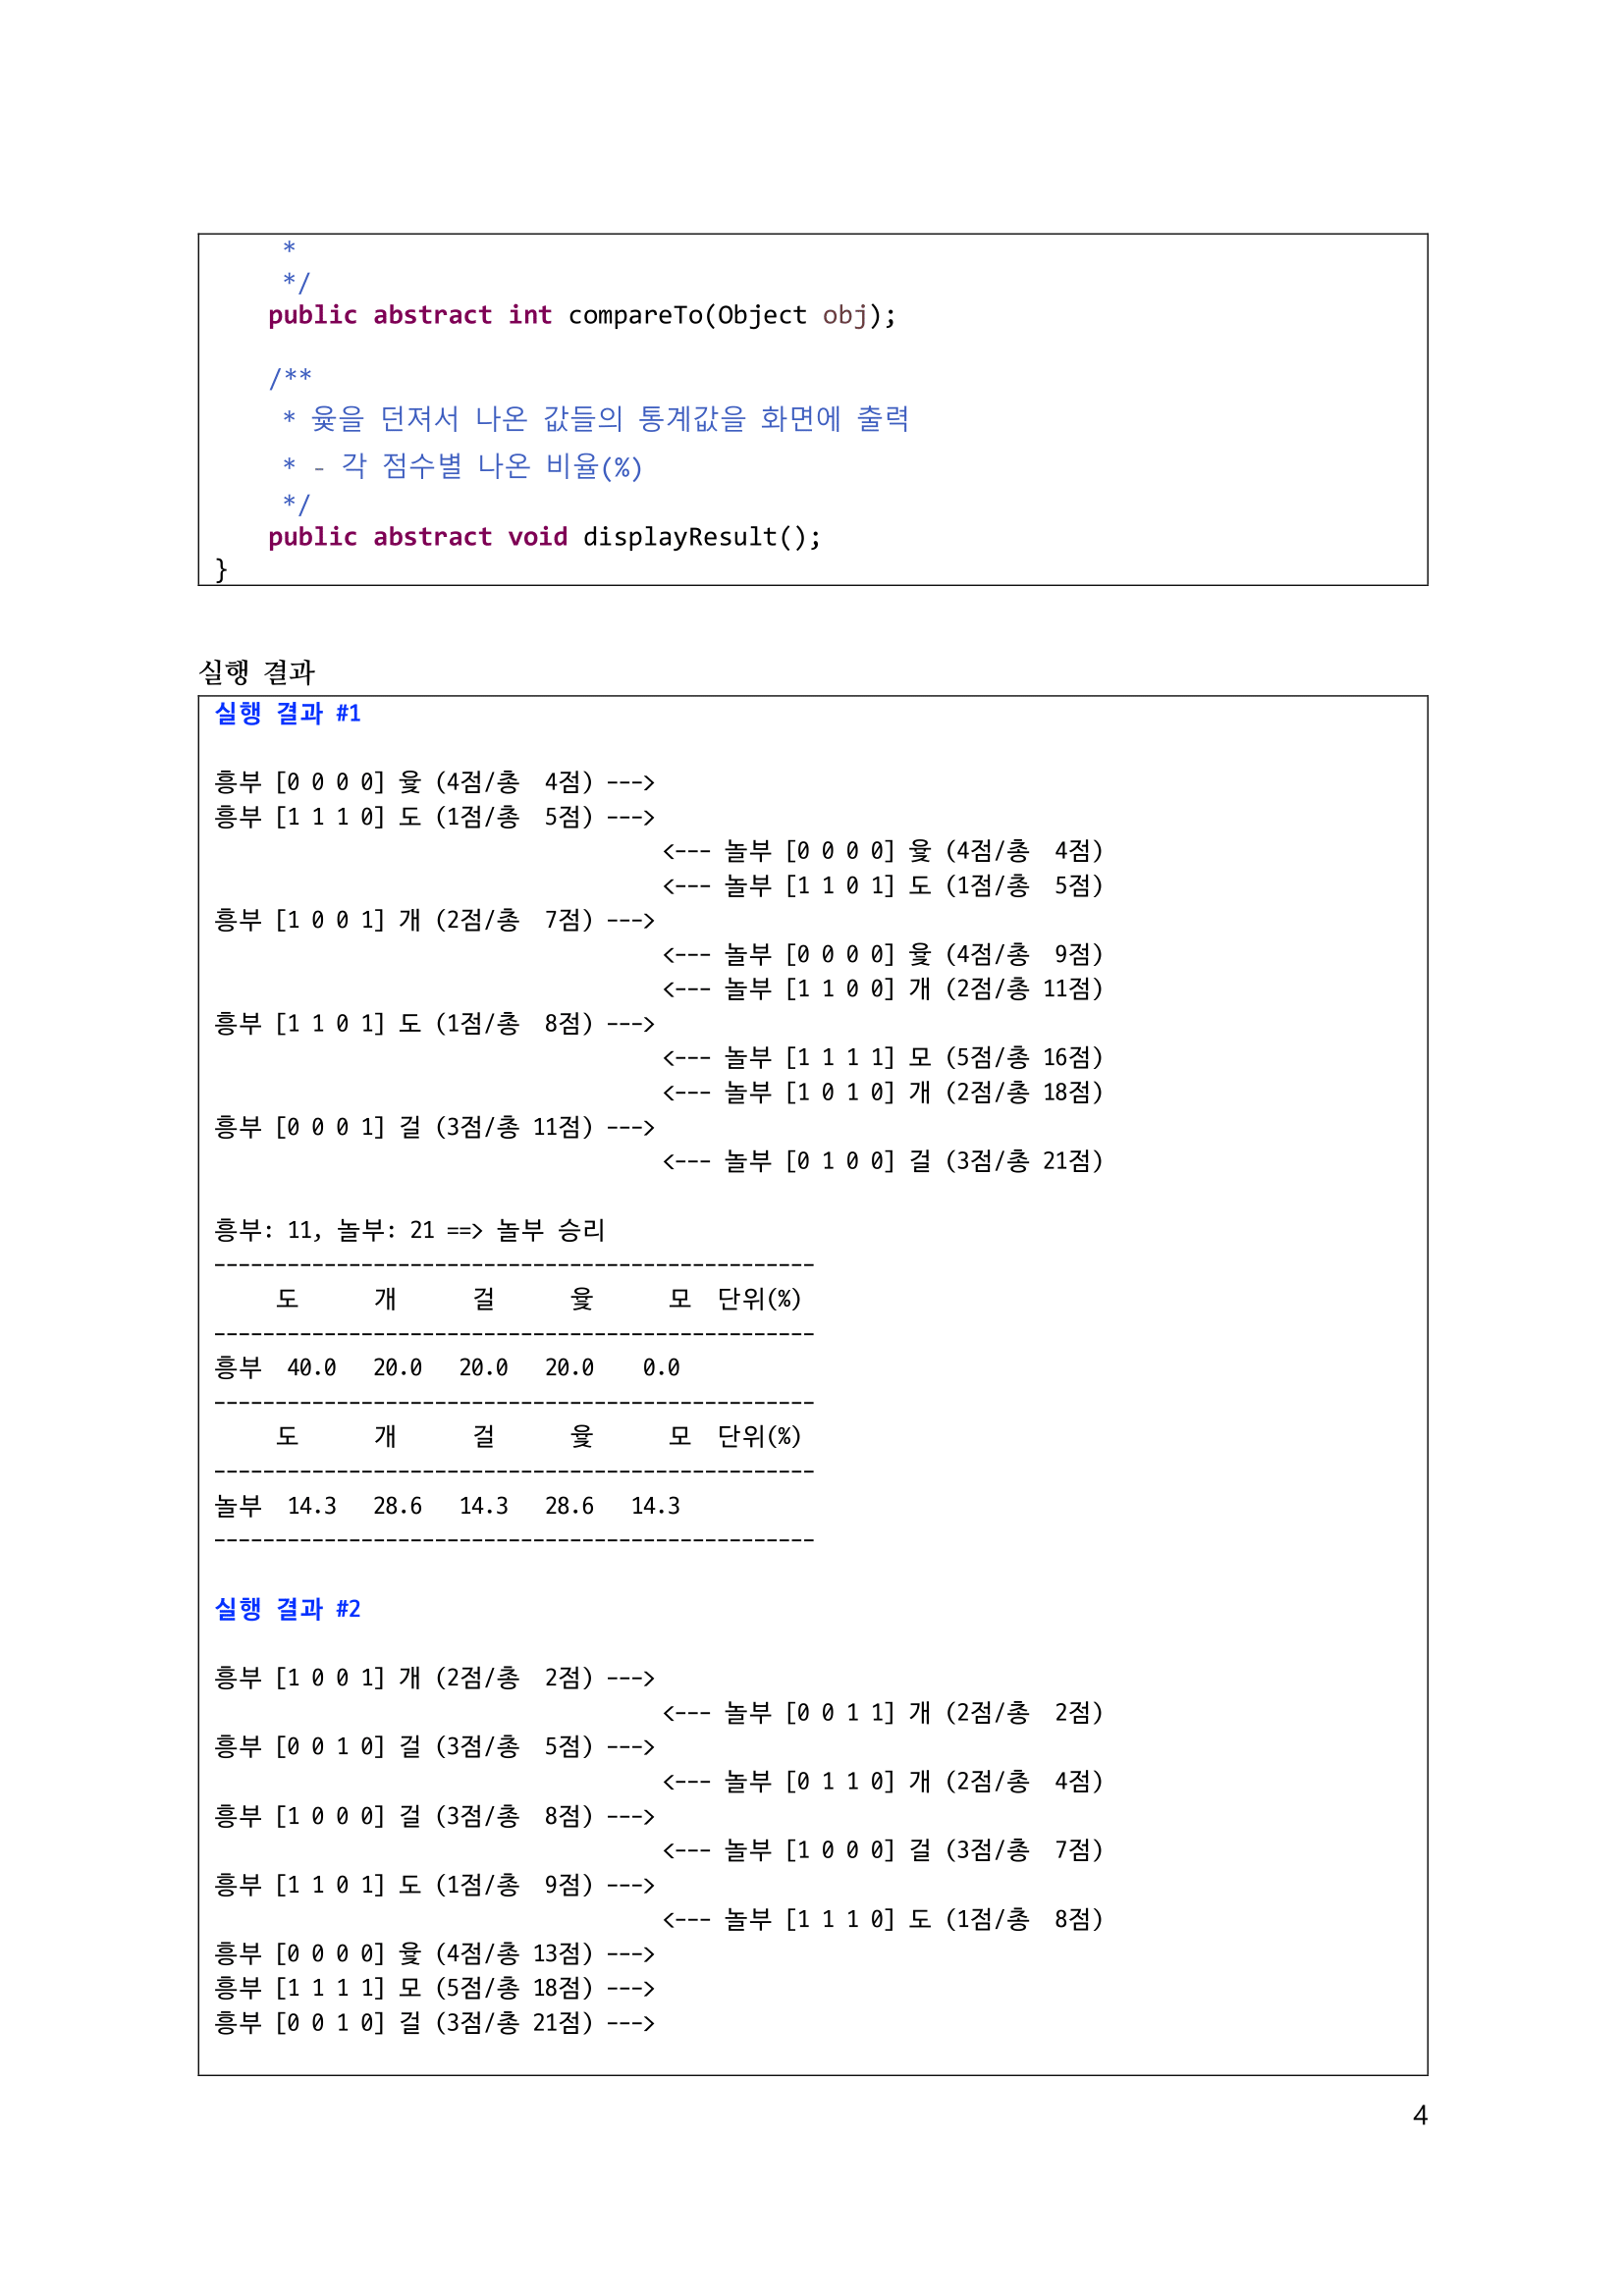 *
*/
public abstract int compareTo(Object obj);
/**
* 윷을 던져서 나온 값들의 통계값을 화면에 출력
* - 각 점수별 나온 비율(%)
*/
public abstract void displayResult();
}
실행 결과
실행 결과 #1
흥부 [0 0 0 0] 윷 (4점/총  4점) --->
흥부 [1 1 1 0] 도 (1점/총  5점) --->
<--- 놀부 [0 0 0 0] 윷 (4점/총  4점)
<--- 놀부 [1 1 0 1] 도 (1점/총  5점)
흥부 [1 0 0 1] 개 (2점/총  7점) --->
<--- 놀부 [0 0 0 0] 윷 (4점/총  9점)
<--- 놀부 [1 1 0 0] 개 (2점/총 11점)
흥부 [1 1 0 1] 도 (1점/총  8점) --->
<--- 놀부 [1 1 1 1] 모 (5점/총 16점)
<--- 놀부 [1 0 1 0] 개 (2점/총 18점)
흥부 [0 0 0 1] 걸 (3점/총 11점) --->
<--- 놀부 [0 1 0 0] 걸 (3점/총 21점)
흥부: 11, 놀부: 21 ==> 놀부 승리
-------------------------------------------------
도      개      걸      윷      모  단위(%)
-------------------------------------------------
흥부  40.0   20.0   20.0   20.0    0.0
-------------------------------------------------
도      개      걸      윷      모  단위(%)
-------------------------------------------------
놀부  14.3   28.6   14.3   28.6   14.3
-------------------------------------------------
실행 결과 #2
흥부 [1 0 0 1] 개 (2점/총  2점) --->
<--- 놀부 [0 0 1 1] 개 (2점/총  2점)
흥부 [0 0 1 0] 걸 (3점/총  5점) --->
<--- 놀부 [0 1 1 0] 개 (2점/총  4점)
흥부 [1 0 0 0] 걸 (3점/총  8점) --->
<--- 놀부 [1 0 0 0] 걸 (3점/총  7점)
흥부 [1 1 0 1] 도 (1점/총  9점) --->
<--- 놀부 [1 1 1 0] 도 (1점/총  8점)
흥부 [0 0 0 0] 윷 (4점/총 13점) --->
흥부 [1 1 1 1] 모 (5점/총 18점) --->
흥부 [0 0 1 0] 걸 (3점/총 21점) --->
4